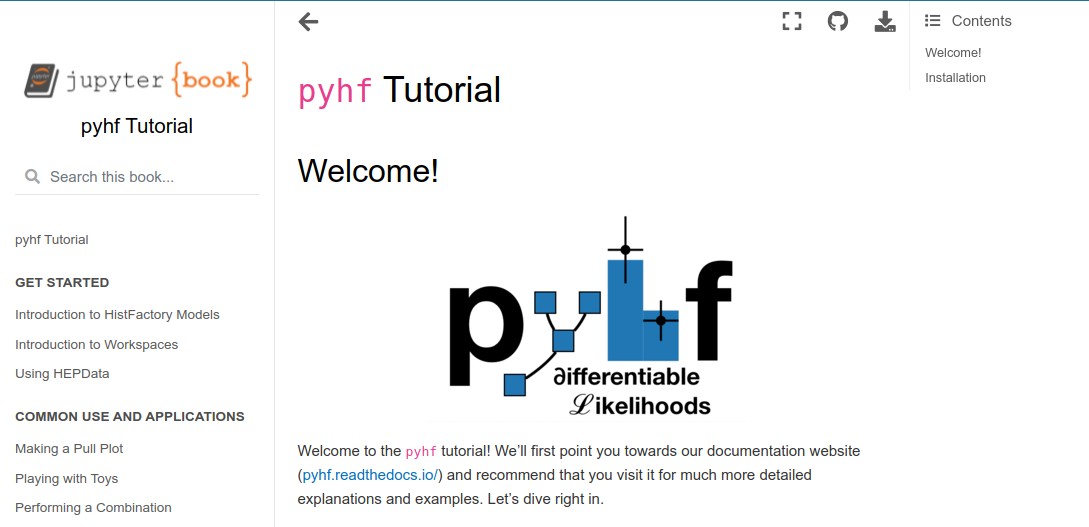 jupyter {book}
pyhf Tutorial
Search this book...
pyhf Tutorial
GET STARTED
Introduction to HistFactory Models
Introduction to Workspaces
Using HEPData
COMMON USE AND APPLICATIONS
Making a Pull Plot
Playing with Toys
Performing a Combination
pyhf Tutorial
Welcome!
pyhf
∂ifferentiable
ℒikelihoods
Welcome to the pyhf tutorial! We’ll first point you towards our documentation website
(pyhf.readthedocs.io/) and recommend that you visit it for much more detailed
explanations and examples. Let’s dive right in.
Contents
Welcome!
Installation